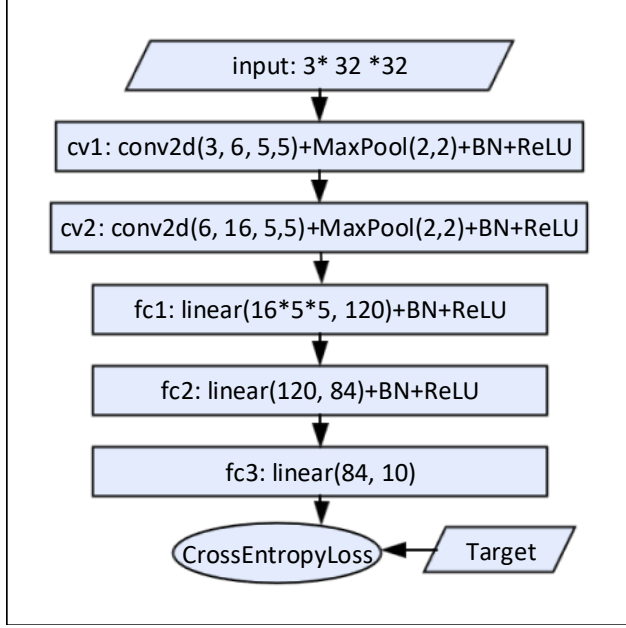 input: 3* 32 *32
cv1: conv2d(3, 6, 5,5)+MaxPool(2,2)+BN+ReLU
cv2: conv2d(6, 16, 5,5)+MaxPool(2,2)+BN+ReLU
fc1: linear(16*5*5, 120)+BN+ReLU
fc2: linear(120, 84)+BN+ReLU
fc3: linear(84, 10)
CrossEntropyLoss
Target